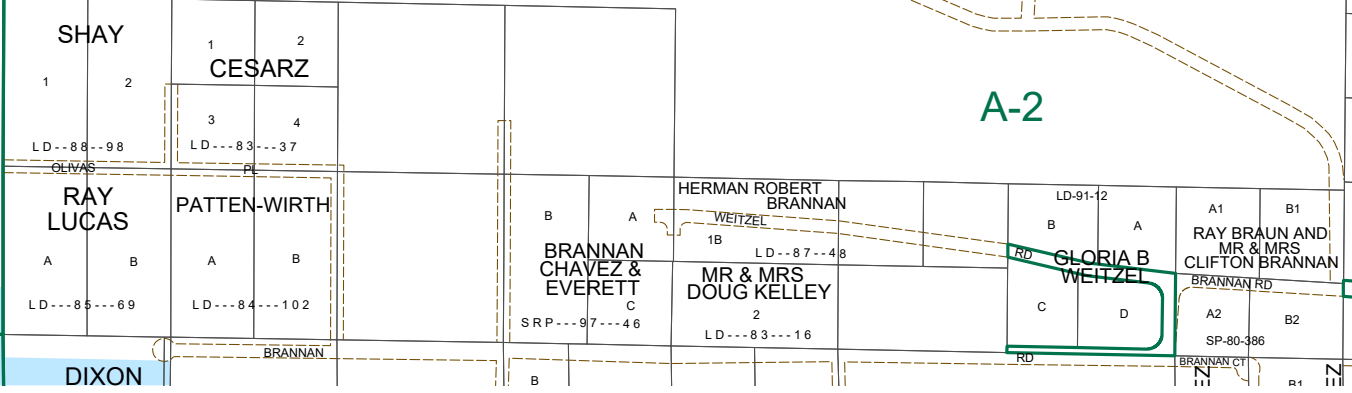 SHAY
1
2
CESARZ
1
2
3
4
A-2
LD--88--98
LD---83---37
OLIVAS
PL
RAY
LUCAS
PATTEN-WIRTH
A
B
A
B
LD---85---69
LD---84---102
B
A
BRANNAN
CHAVEZ &
EVERETT
C
SRP---97---46
HERMAN ROBERT
BRANNAN
WEITZEL
1B
LD--87--48
MR & MRS
DOUG KELLEY
2
LD---83---16
LD-91-12
B
A
RD
GLORIA B
WEITZEL
C
D
A1
B1
RAY BRAUN AND
MR & MRS
CLIFTON BRANNAN
BRANNAN RD
A2
B2
SP-80-386
BRANNAN
RD
BRANNAN CT
DIXON
B
EZ
B1
EZ